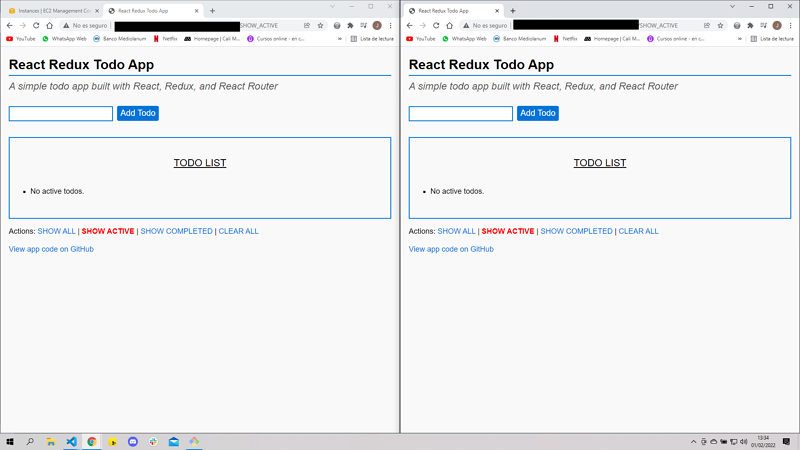 Instances | EC2 Management Co
React Redux Todo App
No es seguro
SHOW_ACTIVE
YouTube
WhatsApp Web
Banco Mediolanum
Netflix
Homepage | Cali M...
Cursos online - en c...
»
Lista de lectura
React Redux Todo App
A simple todo app built with React, Redux, and React Router
Add Todo
TODO LIST
No active todos.
Actions: SHOW ALL | SHOW ACTIVE | SHOW COMPLETED | CLEAR ALL
View app code on GitHub
React Redux Todo App
No es seguro
SHOW_ACTIVE
YouTube
WhatsApp Web
Banco Mediolanum
Netflix
Homepage | Cali M...
Cursos online - en c...
»
Lista de lectura
React Redux Todo App
A simple todo app built with React, Redux, and React Router
Add Todo
TODO LIST
No active todos.
Actions: SHOW ALL | SHOW ACTIVE | SHOW COMPLETED | CLEAR ALL
View app code on GitHub
13:34
01/02/2022